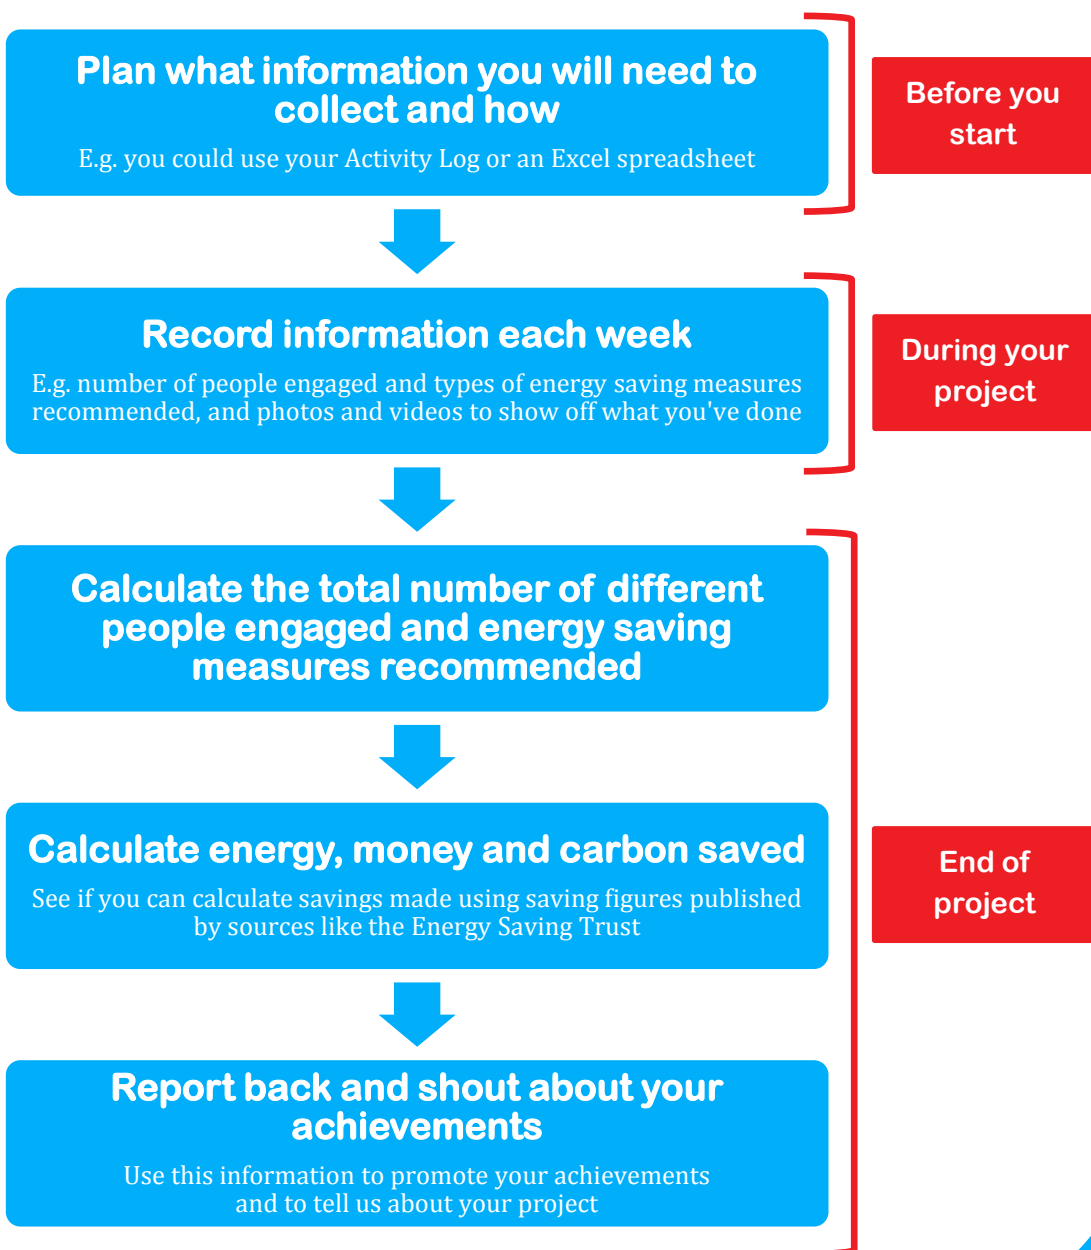 Plan what information you will need to
collect and how
E.g. you could use your Activity Log or an Excel spreadsheet
Before you
start
Record information each week
E.g. number of people engaged and types of energy saving measures
recommended, and photos and videos to show off what you've done
During your
project
Calculate the total number of different
people engaged and energy saving
measures recommended
Calculate energy, money and carbon saved
See if you can calculate savings made using saving figures published
by sources like the Energy Saving Trust
End of
project
Report back and shout about your
achievements
Use this information to promote your achievements
and to tell us about your project